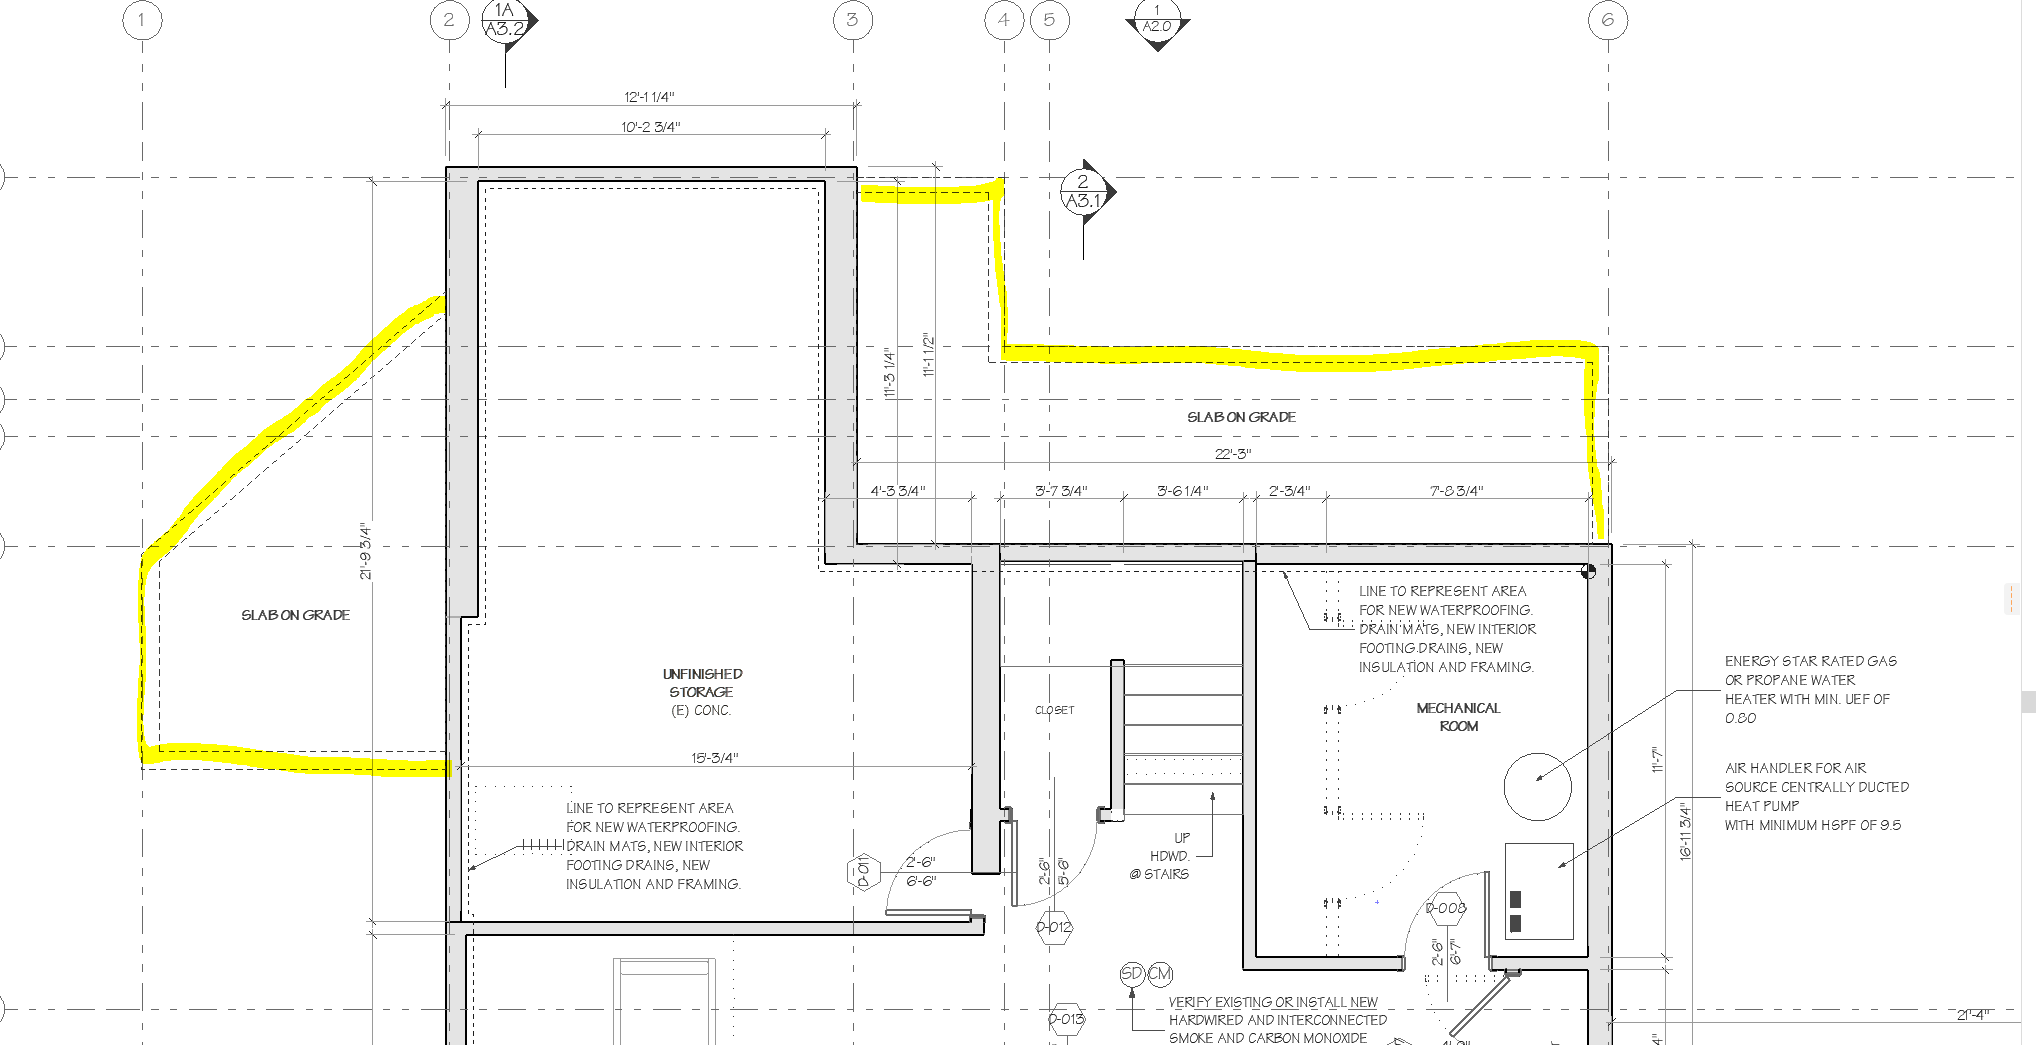 1
2
1A
A3.2
3
4
5
1
A2.0
6
12'-1 1/4"
10'-2 3/4"
2
A3.1
11'-3 1/4"
11'-1 1/2"
SLAB ON GRADE
22'-3"
4'-3 3/4"
3'-7 3/4"
3'-6 1/4"
2'-3/4"
7'-8 3/4"
21'-9 3/4"
SLAB ON GRADE
LINE TO REPRESENT AREA
FOR NEW WATERPROOFING.
DRAIN MATS, NEW INTERIOR
FOOTING DRAINS, NEW
INSULATION AND FRAMING.
UNFINISHED
STORAGE
(E) CONC.
CLOSET
MECHANICAL
ROOM
ENERGY STAR RATED GAS
OR PROPANE WATER
HEATER WITH MIN. UEF OF
0.80
15'-3/4"
11'-7"
AIR HANDLER FOR AIR
SOURCE CENTRALLY DUCTED
HEAT PUMP
WITH MINIMUM HSPF OF 9.5
16'-11 3/4"
LINE TO REPRESENT AREA
FOR NEW WATERPROOFING.
DRAIN MATS, NEW INTERIOR
FOOTING DRAINS, NEW
INSULATION AND FRAMING.
UP
HDWD.
@ STAIRS
D-011
2'-6"
6'-6"
2'-6"
5'-6"
D-012
D-008
2'-6"
6'-7"
SD
CM
VERIFY EXISTING OR INSTALL NEW
HARDWIRED AND INTERCONNECTED
SMOKE AND CARBON MONOXIDE
D-013
21'-4"